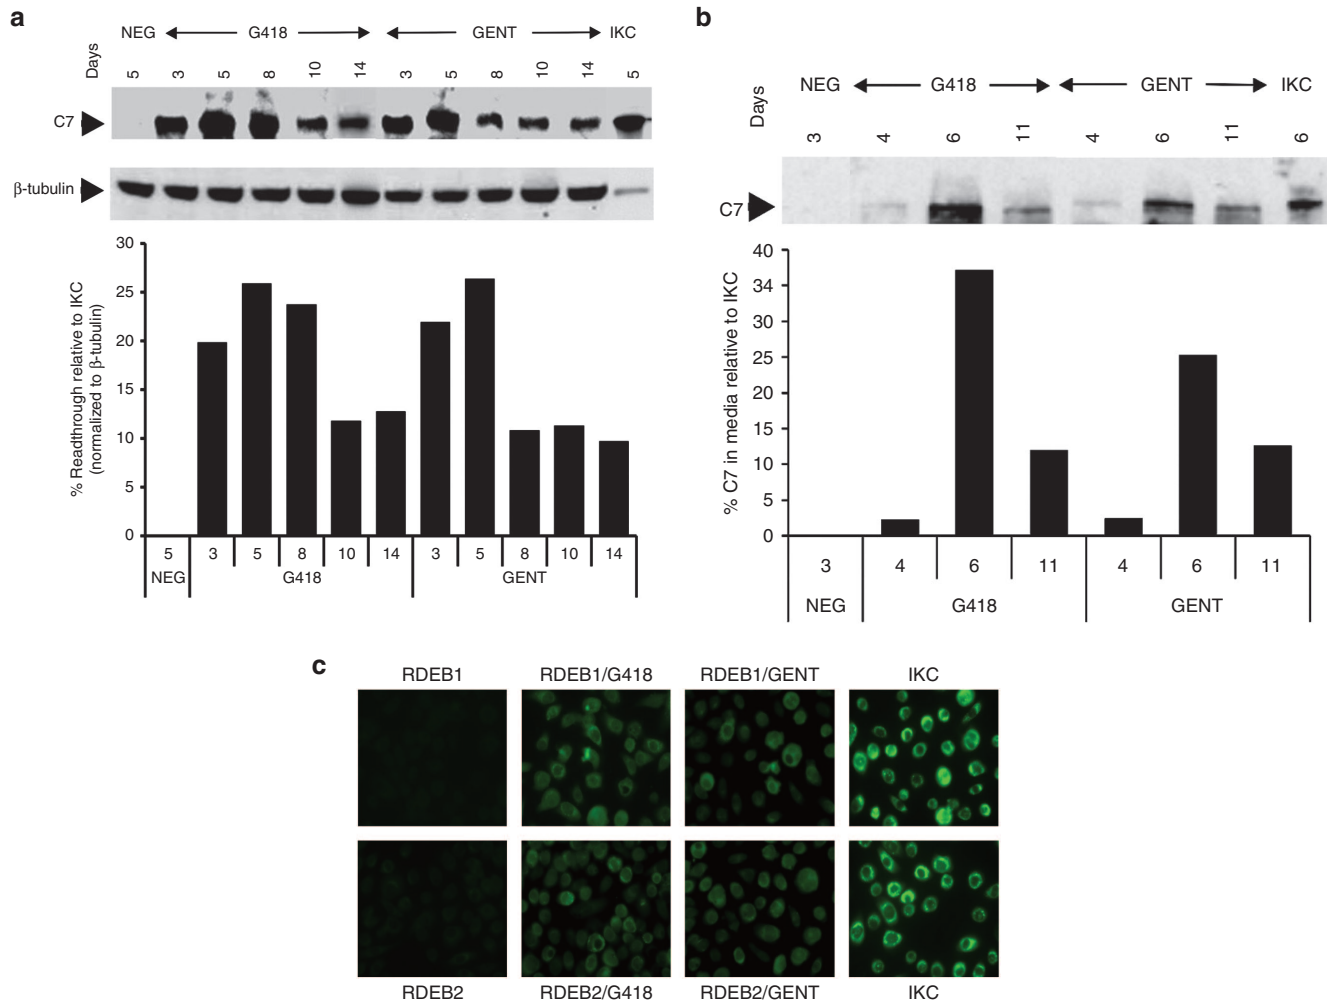 a
NEG G418 GENT IKC
Days
5 3 5 8 10 14 3 5 8 10 14 5
C7
β-tubulin
% Readthrough relative to IKC
(normalized to β-tubulin)
30
25
20
15
10
5
0
5 3 5 8 10 14 3 5 8 10 14
NEG G418 GENT
b
NEG G418 GENT IKC
Days
3 4 6 11 4 6 11 6
C7
% C7 in media relative to IKC
40
34
30
25
20
15
10
5
0
3 4 6 11 4 6 11
NEG G418 GENT
c
RDEB1 RDEB1/G418 RDEB1/GENT IKC
RDEB2 RDEB2/G418 RDEB2/GENT IKC